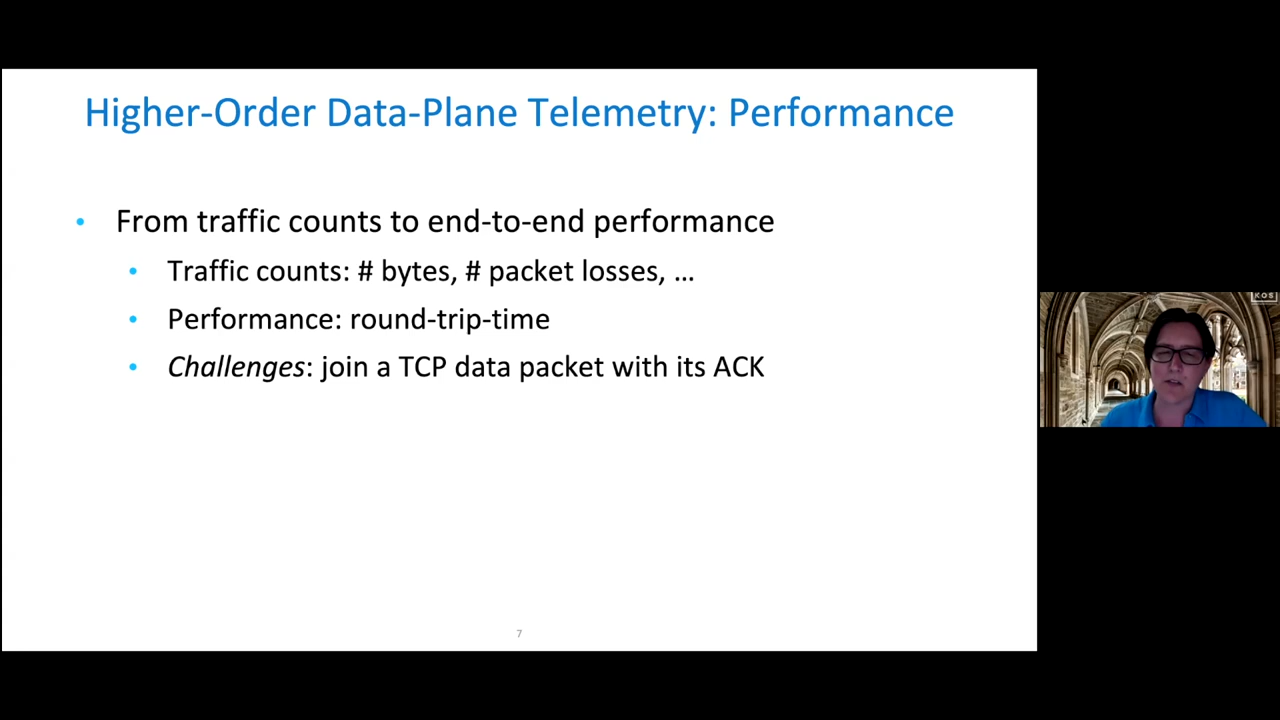 Higher-Order Data-Plane Telemetry: Performance
• From traffic counts to end-to-end performance
• Traffic counts: # bytes, # packet losses, …
• Performance: round-trip-time
• Challenges: join a TCP data packet with its ACK
7
KOS